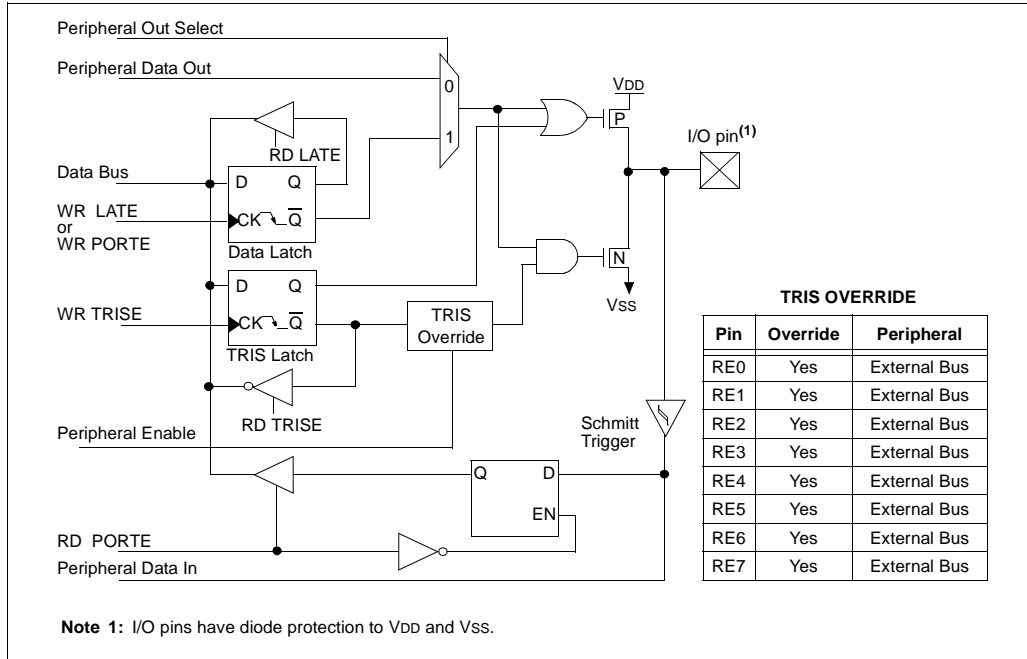 Peripheral Out Select
Peripheral Data Out
0
1
VDD
P
I/O pin(1)
RD LATE
Data Bus
D Q
WR LATE
or
WR PORTE
CK Q
Data Latch
N
VSS
D Q
WR TRISE
CK Q
TRIS Latch
TRIS
Override
RD TRISE
Peripheral Enable
Schmitt
Trigger
Q D
EN
RD PORTE
Peripheral Data In
TRIS OVERRIDE
Pin Override Peripheral
RE0 Yes External Bus
RE1 Yes External Bus
RE2 Yes External Bus
RE3 Yes External Bus
RE4 Yes External Bus
RE5 Yes External Bus
RE6 Yes External Bus
RE7 Yes External Bus
Note 1: I/O pins have diode protection to VDD and VSS.